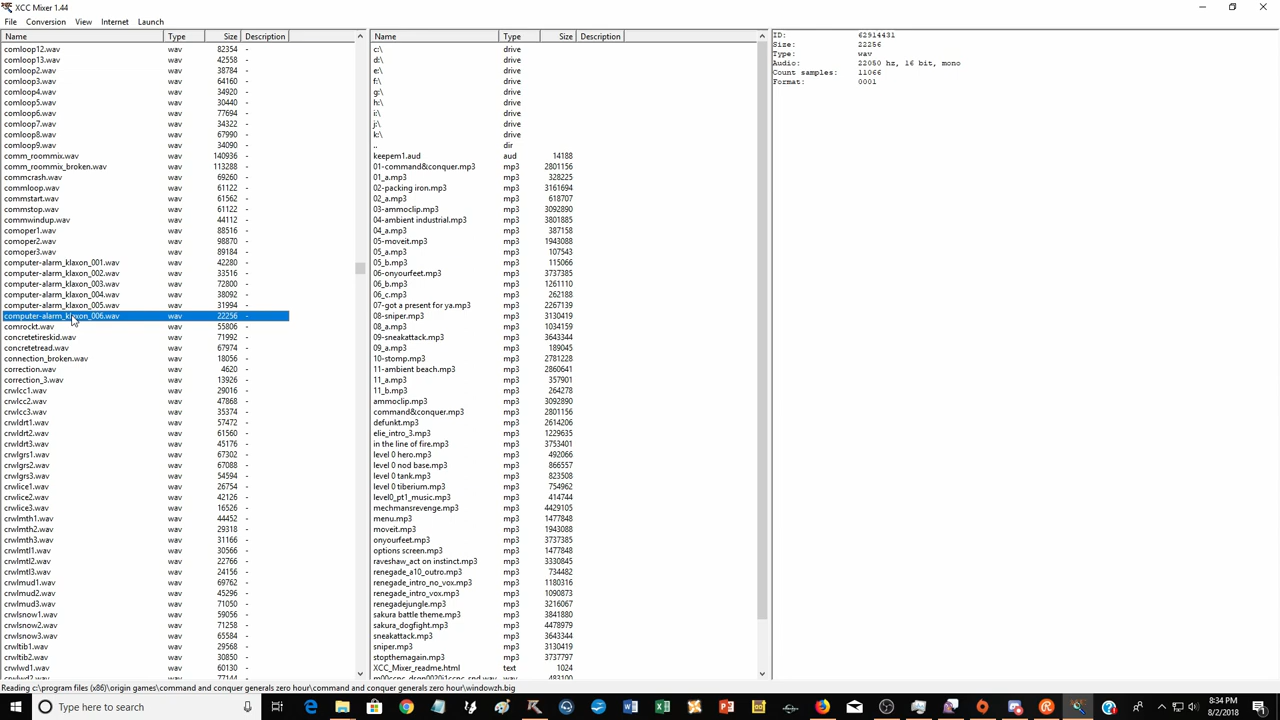 XCC Mixer 1.44
File Conversion View Internet Launch
Name Type Size Description
comloop12.wav wav 82354 -
comloop13.wav wav 42558 -
comloop2.wav wav 38784 -
comloop3.wav wav 64160 -
comloop4.wav wav 34920 -
comloop5.wav wav 30440 -
comloop6.wav wav 77694 -
comloop7.wav wav 34322 -
comloop8.wav wav 67990 -
comloop9.wav wav 34090 -
comm_roommix.wav wav 140936 -
comm_roommix_broken.wav wav 113288 -
commcrash.wav wav 69260 -
commloop.wav wav 61122 -
commstart.wav wav 61562 -
commstop.wav wav 61122 -
commwindup.wav wav 44112 -
comoper1.wav wav 88516 -
comoper2.wav wav 98870 -
comoper3.wav wav 89184 -
computer-alarm_klaxon_001.wav wav 42280 -
computer-alarm_klaxon_002.wav wav 33516 -
computer-alarm_klaxon_003.wav wav 72800 -
computer-alarm_klaxon_004.wav wav 38092 -
computer-alarm_klaxon_005.wav wav 31994 -
computer-alarm_klaxon_006.wav wav 22256 -
comrockt.wav wav 55806 -
concretetireskid.wav wav 71992 -
concretetread.wav wav 67974 -
connection_broken.wav wav 18056 -
correction.wav wav 4620 -
correction_3.wav wav 13926 -
crwlcc1.wav wav 29016 -
crwlcc2.wav wav 47868 -
crwlcc3.wav wav 35374 -
crwldrt1.wav wav 57472 -
crwldrt2.wav wav 61560 -
crwldrt3.wav wav 45176 -
crwlgrs1.wav wav 67302 -
crwlgrs2.wav wav 67088 -
crwlgrs3.wav wav 54594 -
crwlice1.wav wav 26754 -
crwlice2.wav wav 42126 -
crwlice3.wav wav 16526 -
crwlmth1.wav wav 44452 -
crwlmth2.wav wav 29318 -
crwlmth3.wav wav 31166 -
crwlmtl1.wav wav 30566 -
crwlmtl2.wav wav 22766 -
crwlmtl3.wav wav 24156 -
crwlmud1.wav wav 69762 -
crwlmud2.wav wav 45296 -
crwlmud3.wav wav 71050 -
crwlsnow1.wav wav 59056 -
crwlsnow2.wav wav 71258 -
crwlsnow3.wav wav 65584 -
crwltib1.wav wav 29568 -
crwltib2.wav wav 30850 -
crwlwd1.wav wav 60130 -
crwlwd2.wav wav 77144 -
Name Type Size Description
c:\ drive
d:\ drive
e:\ drive
f:\ drive
g:\ drive
h:\ drive
i:\ drive
j:\ drive
k:\ drive
.. dir
keepem1.aud aud 14188
01-command&conquer.mp3 mp3 2801156
01_a.mp3 mp3 328225
02-packing iron.mp3 mp3 3161694
02_a.mp3 mp3 618707
03-ammoclip.mp3 mp3 3092890
04-ambient industrial.mp3 mp3 3801885
04_a.mp3 mp3 387158
05-moveit.mp3 mp3 1943088
05_a.mp3 mp3 107543
05_b.mp3 mp3 115066
06-onyourfeet.mp3 mp3 3737385
06_b.mp3 mp3 1261110
06_c.mp3 mp3 262188
07-got a present for ya.mp3 mp3 2267139
08-sniper.mp3 mp3 3130419
08_a.mp3 mp3 1034159
09-sneakattack.mp3 mp3 3643344
09_a.mp3 mp3 189045
10-stomp.mp3 mp3 2781228
11-ambient beach.mp3 mp3 2860641
11_a.mp3 mp3 357901
11_b.mp3 mp3 264278
ammoclip.mp3 mp3 3092890
command&conquer.mp3 mp3 2801156
defunkt.mp3 mp3 2614206
elie_intro_3.mp3 mp3 1229635
in the line of fire.mp3 mp3 3753401
level 0 hero.mp3 mp3 492066
level 0 nod base.mp3 mp3 866557
level 0 tank.mp3 mp3 823508
level 0 tiberium.mp3 mp3 754962
level0_pt1_music.mp3 mp3 414744
mechmansrevenge.mp3 mp3 4429105
menu.mp3 mp3 1477848
moveit.mp3 mp3 1943088
onyourfeet.mp3 mp3 3737385
options screen.mp3 mp3 1477848
raveshaw_act on instinct.mp3 mp3 3330845
renegade_a10_outro.mp3 mp3 734482
renegade_intro_no_vox.mp3 mp3 1180316
renegade_intro_vox.mp3 mp3 1090873
renegadejungle.mp3 mp3 3216067
sakura battle theme.mp3 mp3 3841880
sakura_dogfight.mp3 mp3 4478979
sneakattack.mp3 mp3 3643344
sniper.mp3 mp3 3130419
stopthemagain.mp3 mp3 3737797
XCC_Mixer_readme.html text 1024
ID: 62914431
Size: 22256
Type: wav
Audio: 22050 hz, 16 bit, mono
Count samples: 11066
Format: 0001
Reading c:\program files (x86)\origin games\command and conquer generals zero hour\command and conquer generals zero hour\windowzh.big
Type here to search
8:34 PM
8/2/2018